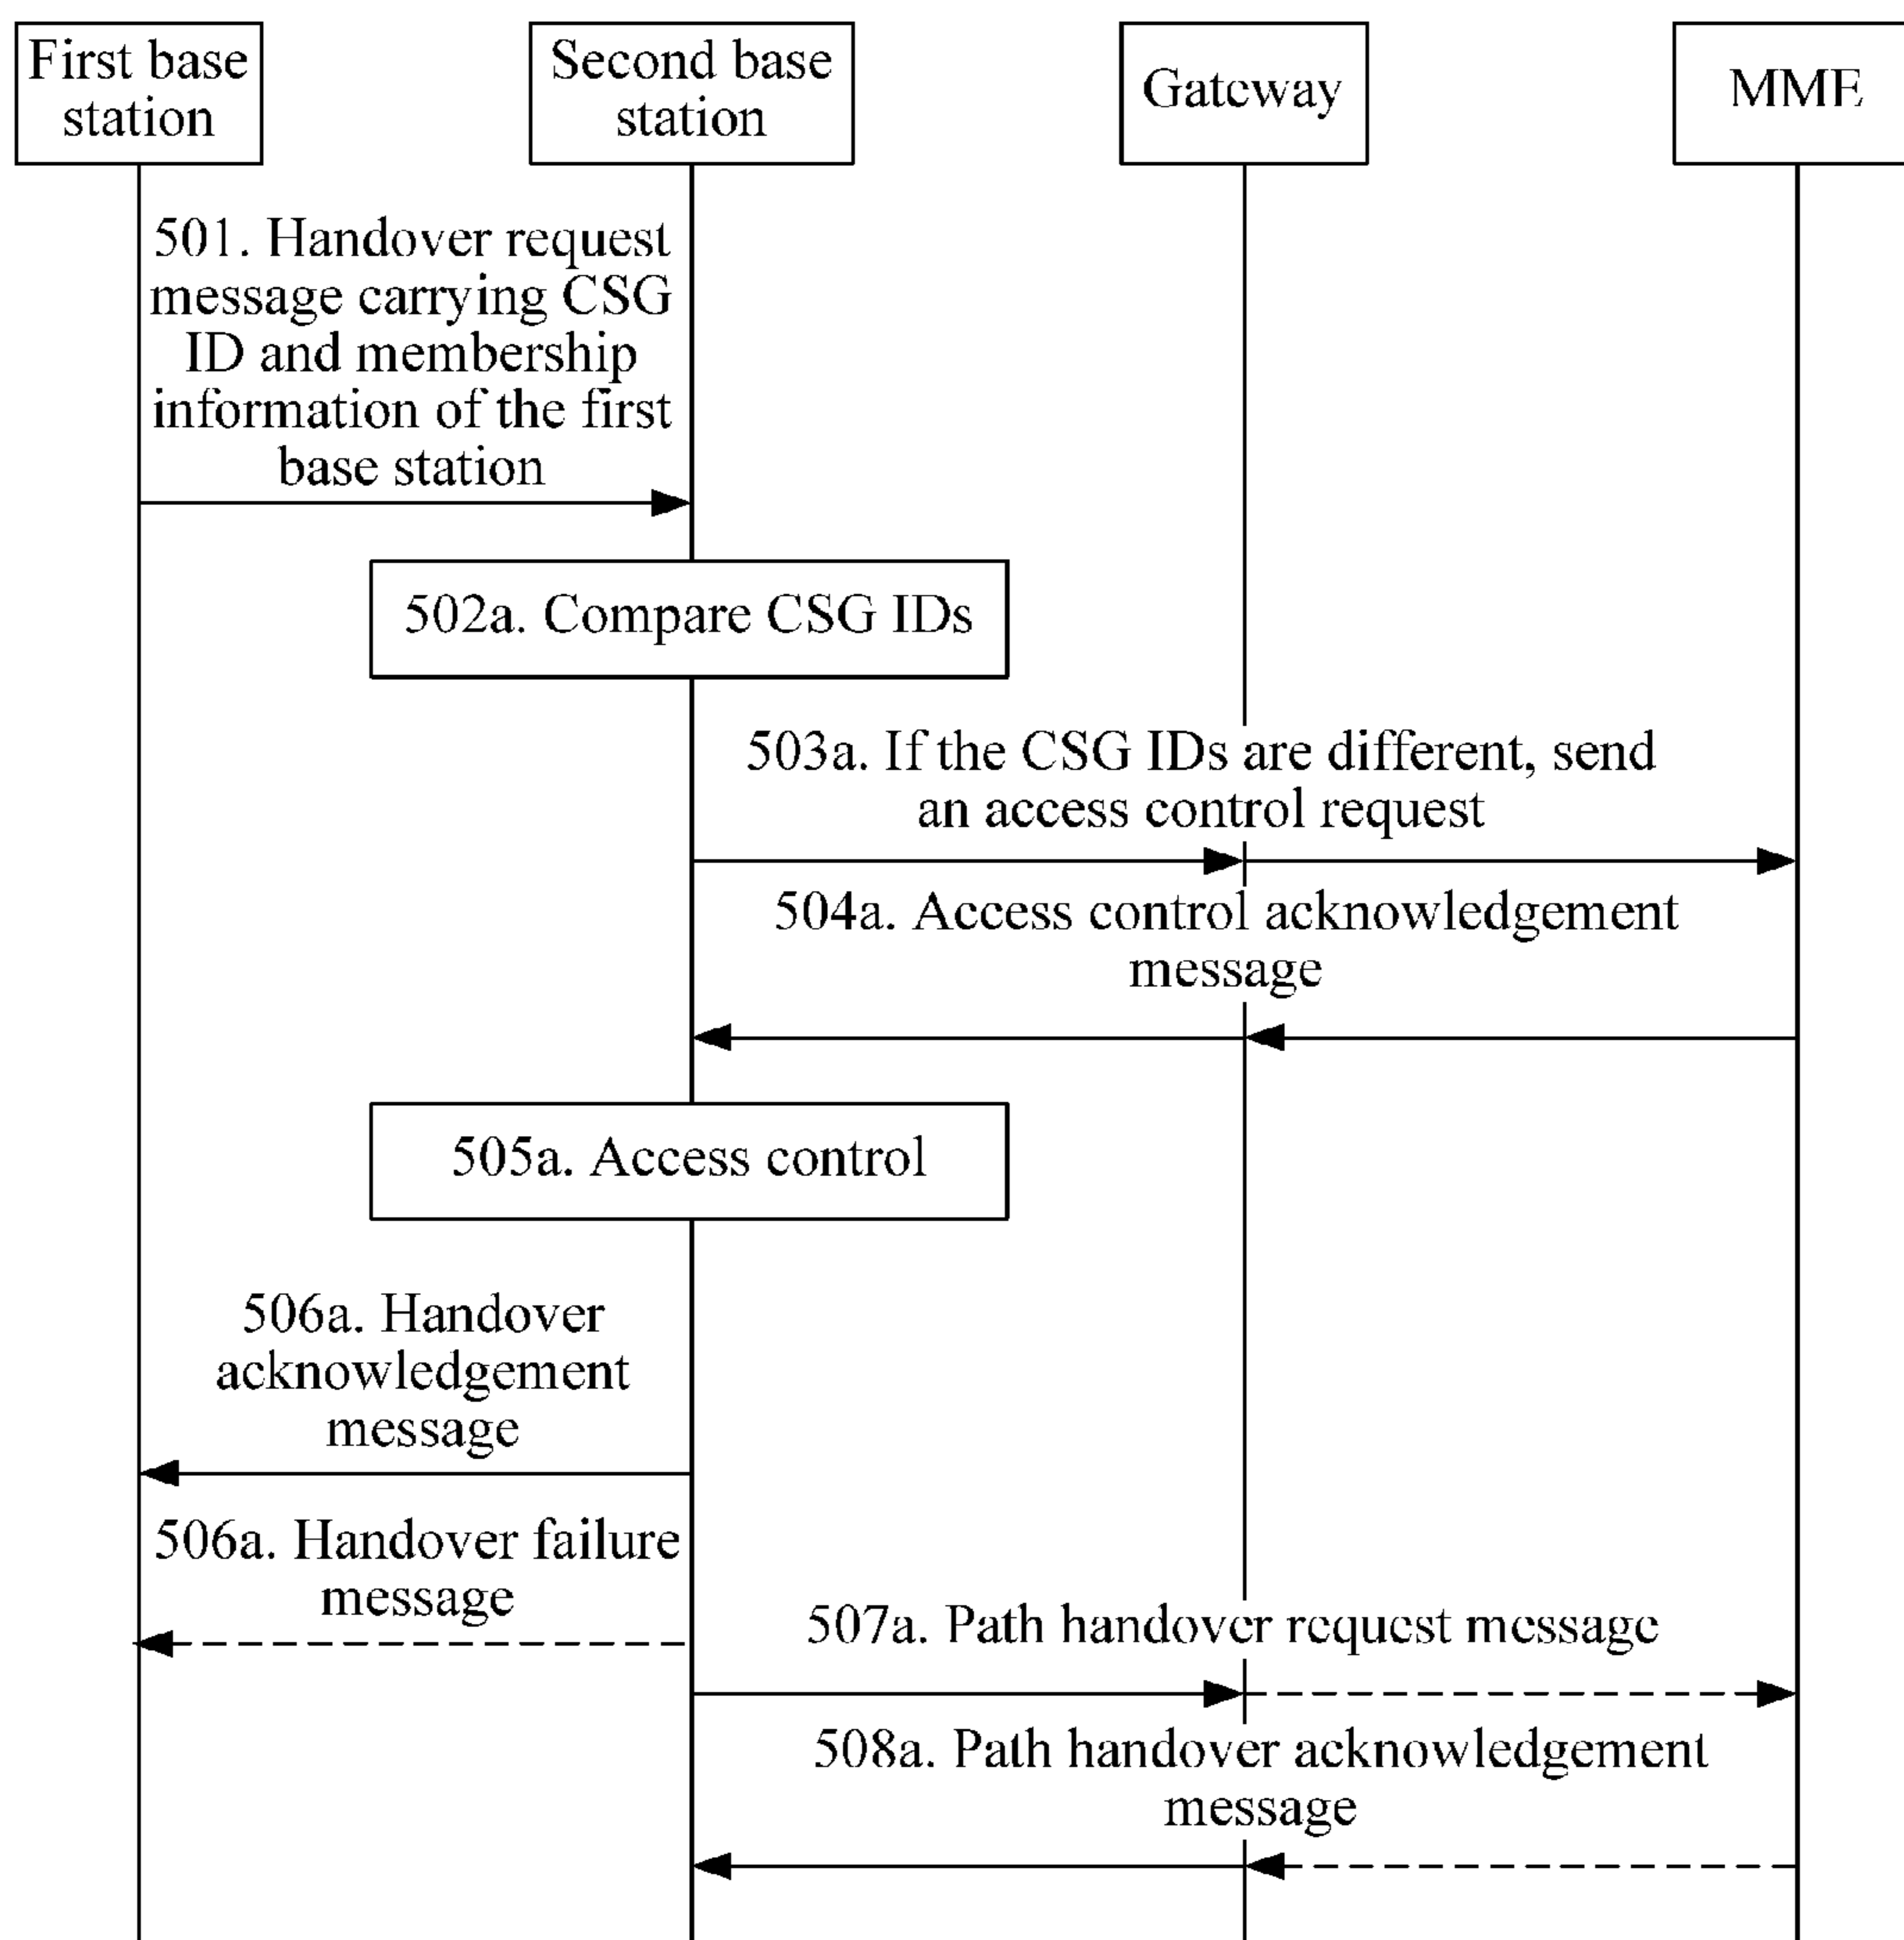 First base
station
Second base
station
Gateway
MME
501. Handover request
message carrying CSG
ID and membership
information of the first
base station
502a. Compare CSG IDs
503a. If the CSG IDs are different, send
an access control request
504a. Access control acknowledgement
message
505a. Access control
506a. Handover
acknowledgement
message
506a. Handover failure
message
507a. Path handover request message
508a. Path handover acknowledgement
message